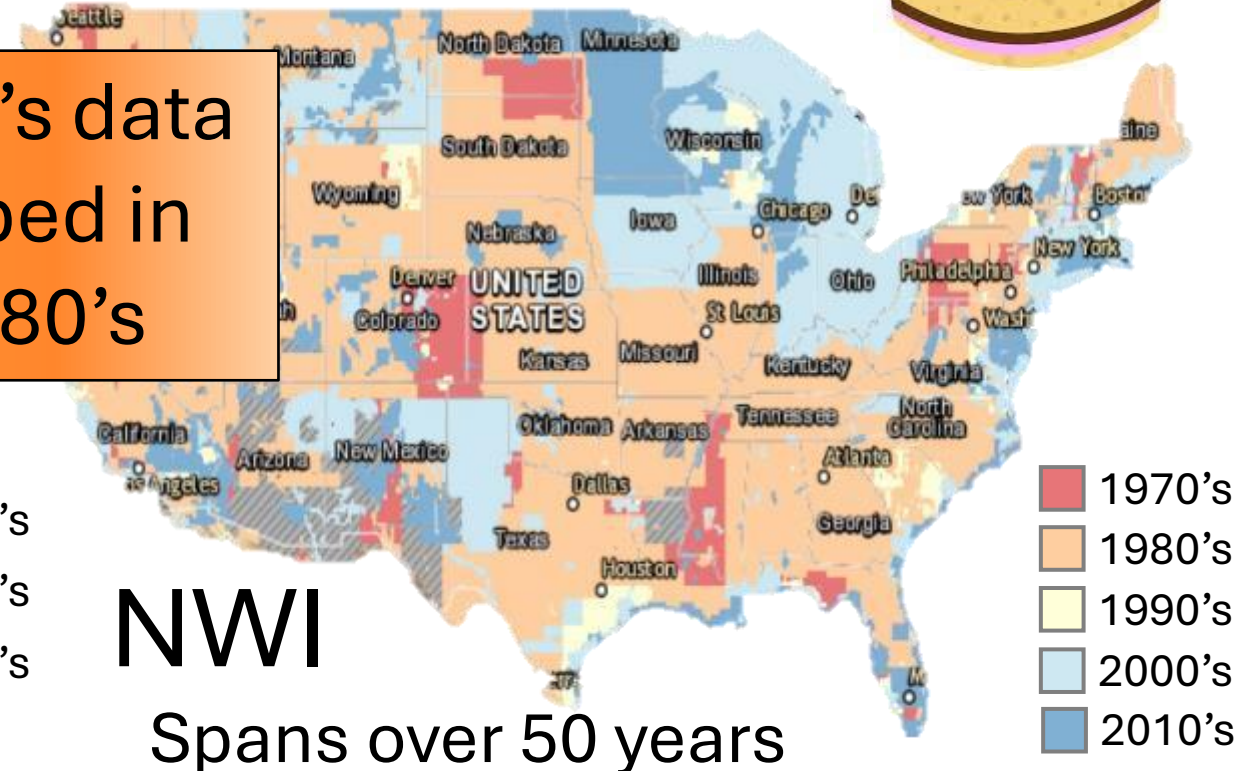 Seattle
Montana
North Dakota
Minnesota
's data
Wisconsin
South Dakota
Wyoming
ped in
Iowa
Chicago
Boston
Nebraska
New York
Denver
UNITED
STATES
Illinois
Ohio
Philadelphia
80's
Colorado
St Louis
Wash
Kansas
Missouri
Kentucky
Virginia
California
Arizona
New Mexico
Oklahoma
Arkansas
Tennessee
North
Carolina
Atlanta
Angeles
Dallas
Georgia
Texas
Houston
's
's
's
NWI
Spans over 50 years
1970's
1980's
1990's
2000's
2010's